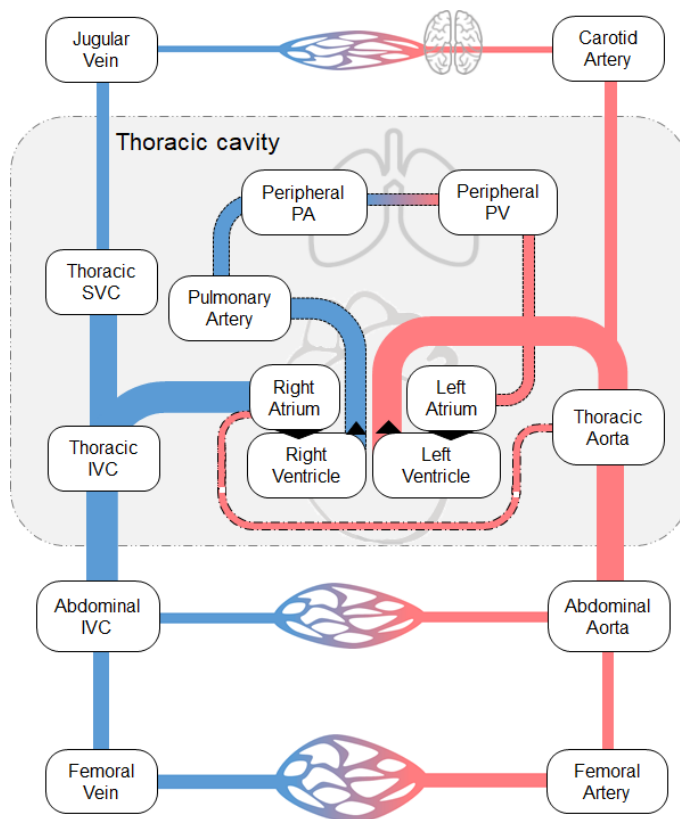 Jugular
Vein
Carotid
Artery
Thoracic cavity
Peripheral
PA
Peripheral
PV
Thoracic
SVC
Pulmonary
Artery
Right
Atrium
Left
Atrium
Thoracic
Aorta
Thoracic
IVC
Right
Ventricle
Left
Ventricle
Abdominal
IVC
Abdominal
Aorta
Femoral
Vein
Femoral
Artery